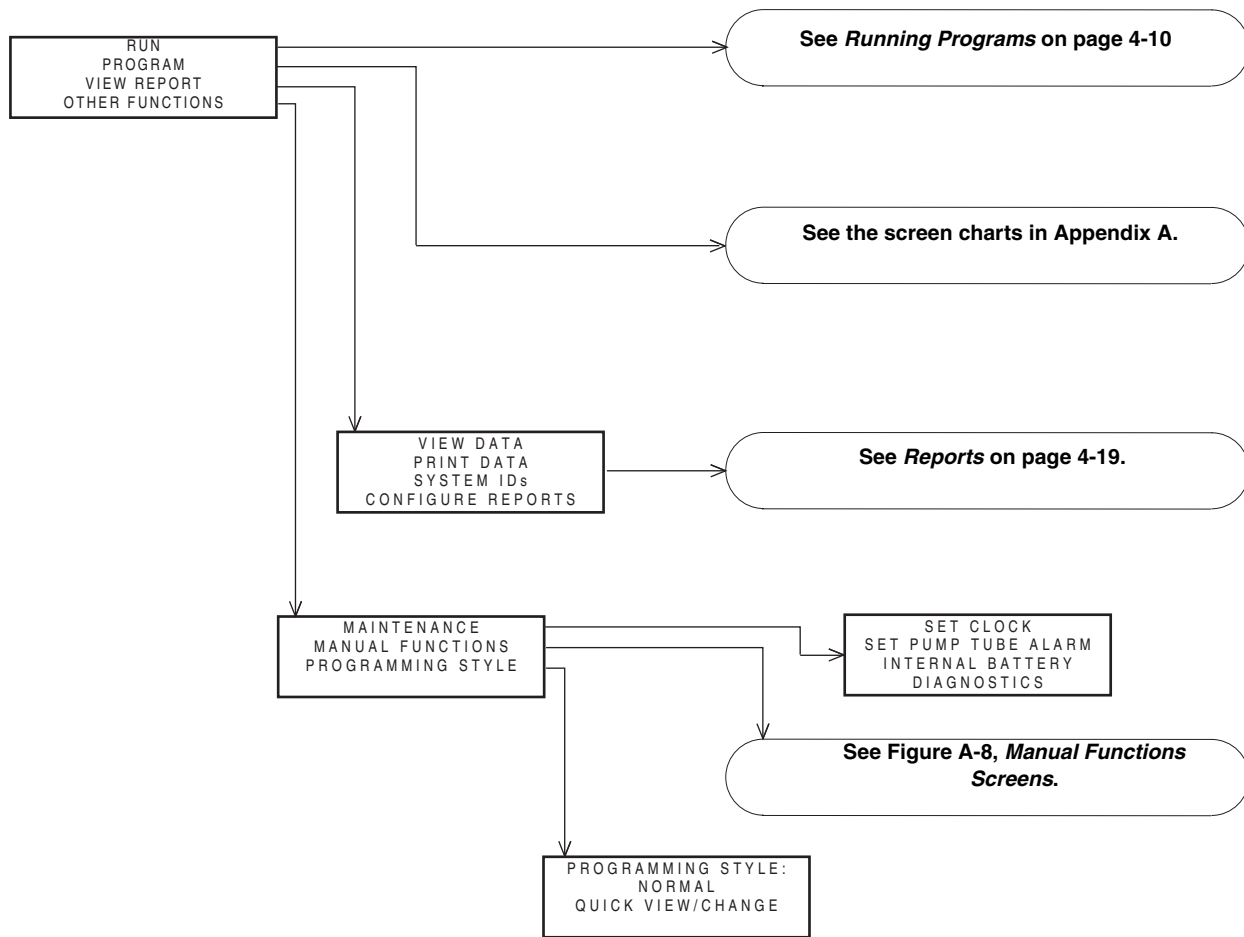 RUN
PROGRAM
VIEW REPORT
OTHER FUNCTIONS
See Running Programs on page 4-10
See the screen charts in Appendix A.
VIEW DATA
PRINT DATA
SYSTEM IDs
CONFIGURE REPORTS
See Reports on page 4-19.
MAINTENANCE
MANUAL FUNCTIONS
PROGRAMMING STYLE
SET CLOCK
SET PUMP TUBE ALARM
INTERNAL BATTERY
DIAGNOSTICS
See Figure A-8, Manual Functions
Screens.
PROGRAMMING STYLE:
NORMAL
QUICK VIEW/CHANGE